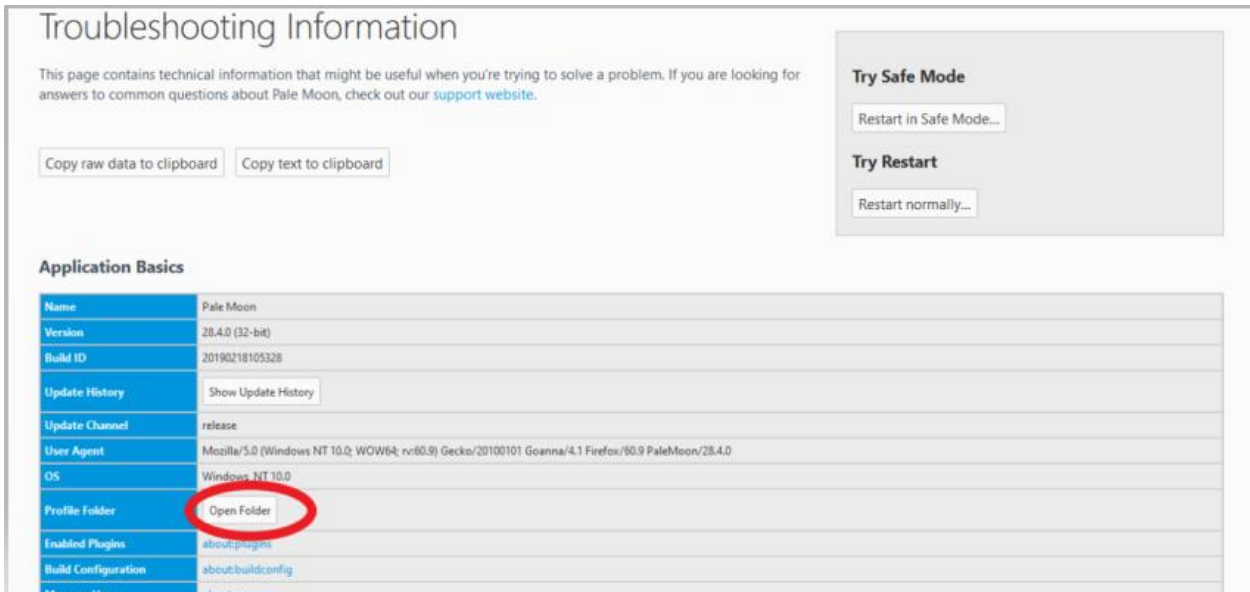 Troubleshooting Information
This page contains technical information that might be useful when you're trying to solve a problem. If you are looking for
answers to common questions about Pale Moon, check out our support website.
Copy raw data to clipboard
Copy text to clipboard
Try Safe Mode
Restart in Safe Mode...
Try Restart
Restart normally...
Application Basics
Name Pale Moon
Version 28.4.0 (32-bit)
Build ID 20190218105328
Update History Show Update History
Update Channel release
User Agent Mozilla/5.0 (Windows NT 10.0; WOW64; rv:60.9) Gecko/20100101 Goanna/4.1 Firefox/60.9 PaleMoon/28.4.0
OS Windows_NT 10.0
Profile Folder Open Folder
Enabled Plugins about:plugins
Build Configuration about:buildconfig